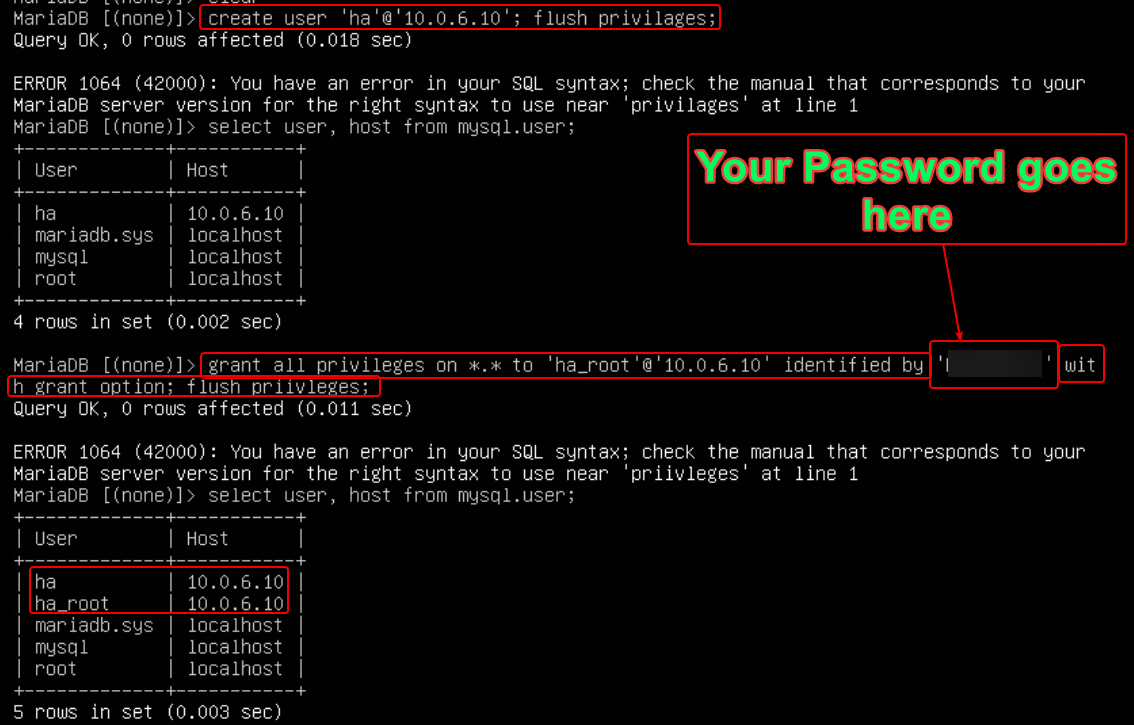 MariaDB [(none)]> clear
MariaDB [(none)]> create user 'ha'@'10.0.6.10'; flush privilages;
Query OK, 0 rows affected (0.018 sec)
ERROR 1064 (42000): You have an error in your SQL syntax; check the manual that corresponds to your
MariaDB server version for the right syntax to use near 'privilages' at line 1
MariaDB [(none)]> select user, host from mysql.user;
+-------------+-----------+
| User        | Host      |
+-------------+-----------+
| ha          | 10.0.6.10 |
| mariadb.sys | localhost |
| mysql       | localhost |
| root        | localhost |
+-------------+-----------+
4 rows in set (0.002 sec)
Your Password goes
here
MariaDB [(none)]> grant all privileges on *.* to 'ha_root'@'10.0.6.10' identified by '' wit
h grant option; flush priivleges;
Query OK, 0 rows affected (0.011 sec)
ERROR 1064 (42000): You have an error in your SQL syntax; check the manual that corresponds to your
MariaDB server version for the right syntax to use near 'priivleges' at line 1
MariaDB [(none)]> select user, host from mysql.user;
+-------------+-----------+
| User        | Host      |
+-------------+-----------+
| ha          | 10.0.6.10 |
| ha_root     | 10.0.6.10 |
| mariadb.sys | localhost |
| mysql       | localhost |
| root        | localhost |
+-------------+-----------+
5 rows in set (0.003 sec)